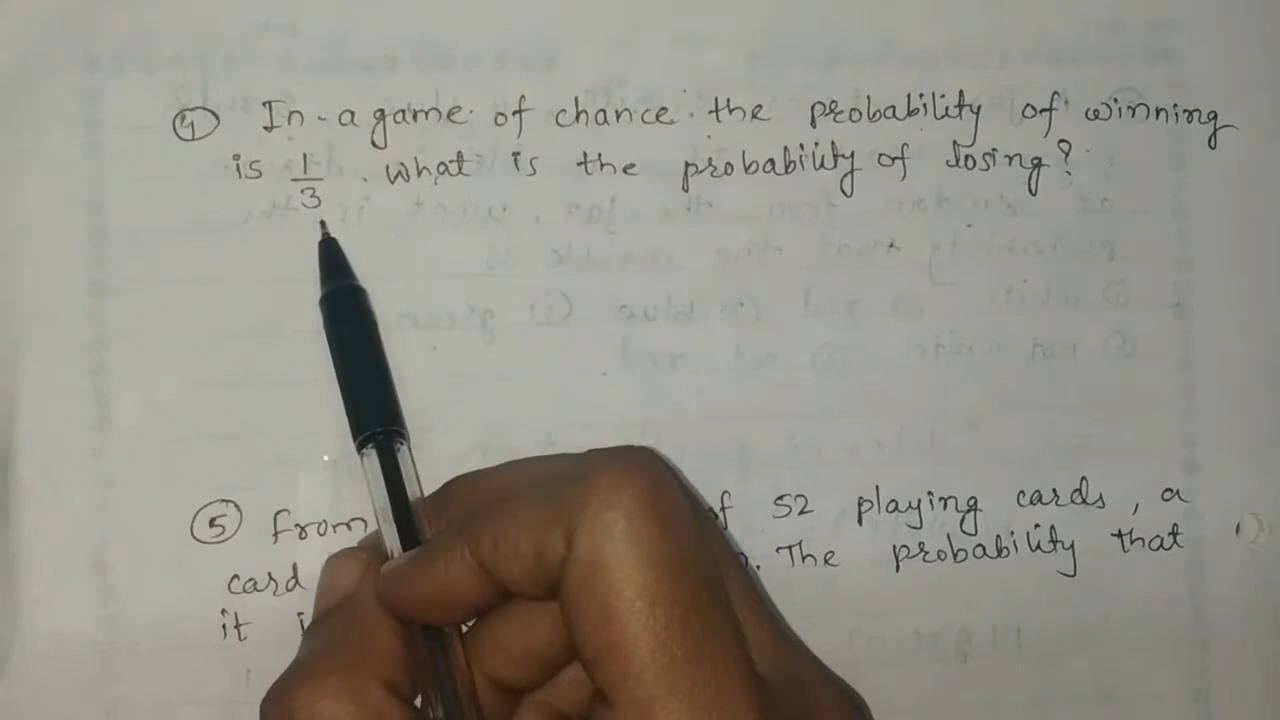 ④ In a game of chance the probability of winning
is 1/3. what is the probability of losing?
⑤ from of 52 playing cards, a
card The probability that
it